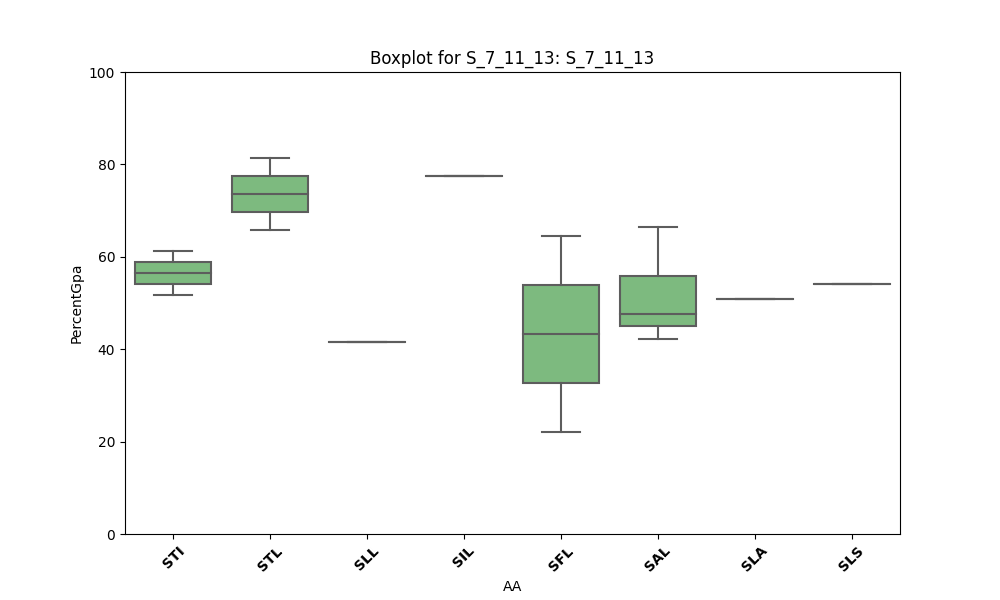 Boxplot for S_7_11_13: S_7_11_13
100
80
60
40
20
0
PercentGpa
STI
STL
SLL
SIL
SFL
SAL
SLA
SLS
AA